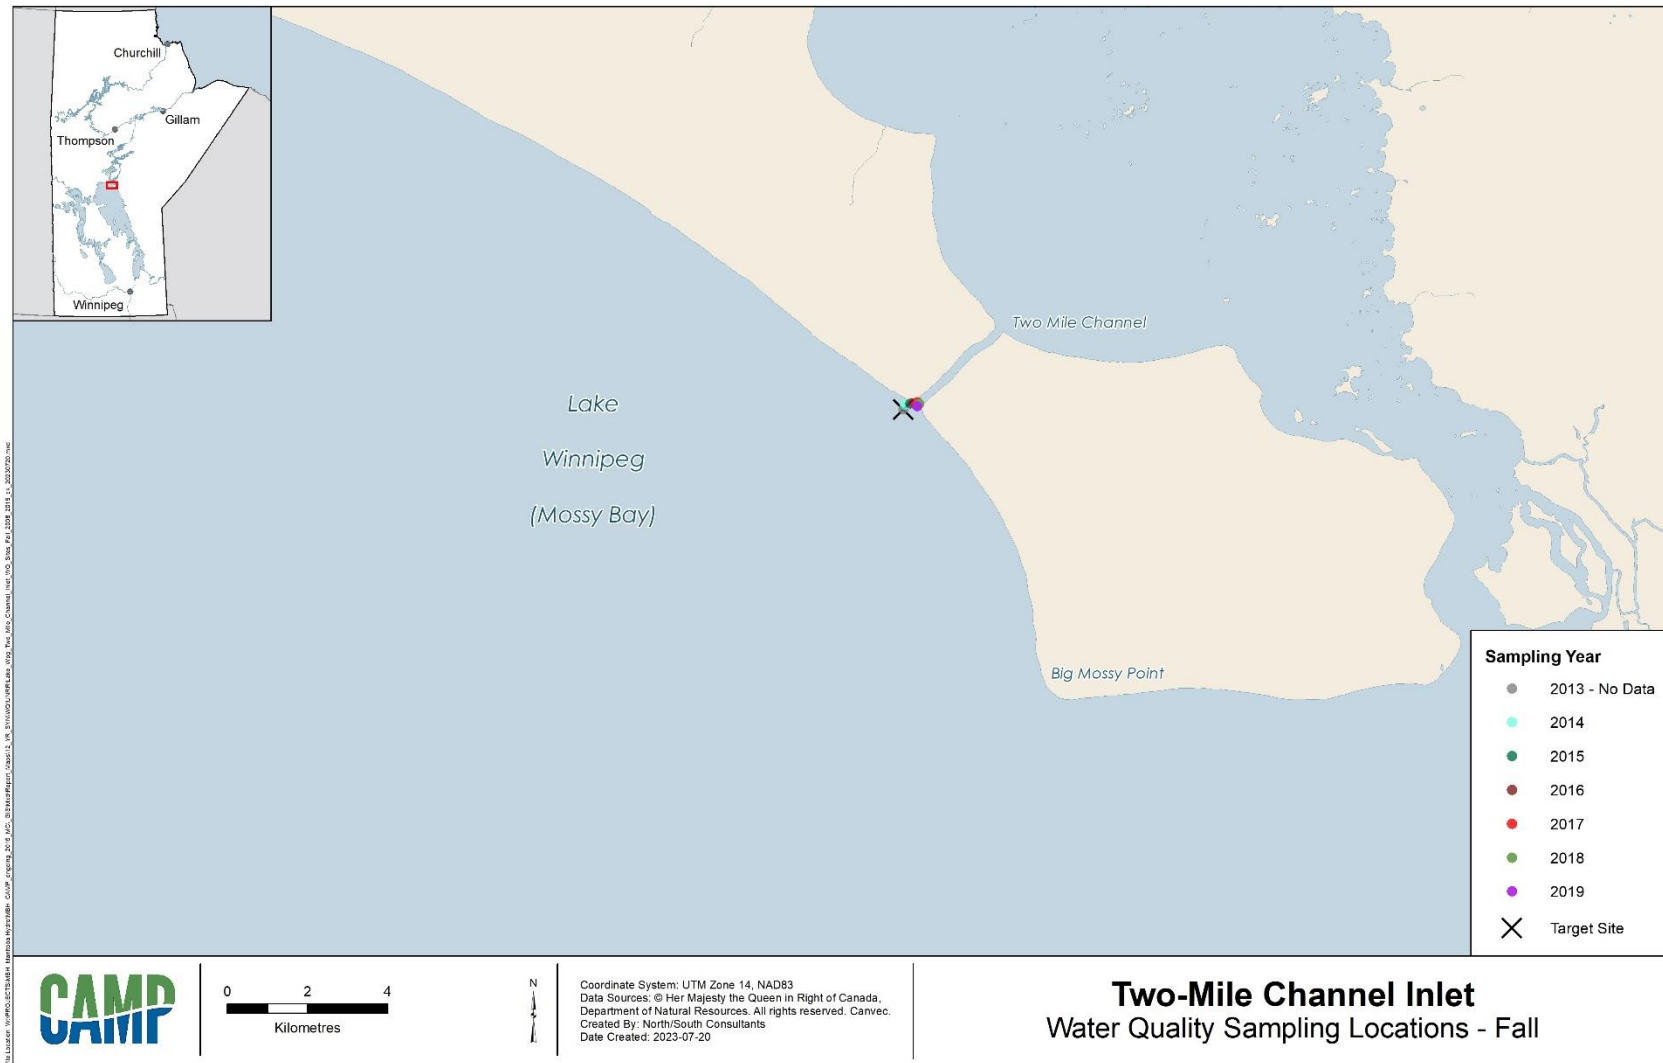 Churchill
Gillam
Thompson
Winnipeg
Two Mile Channel
Lake
Winnipeg
(Mossy Bay)
Big Mossy Point
Sampling Year
2013 - No Data
2014
2015
2016
2017
2018
2019
Target Site
CAMP
0 2 4
Kilometres
N
Coordinate System: UTM Zone 14, NAD83
Data Sources: © Her Majesty the Queen in Right of Canada,
Department of Natural Resources. All rights reserved. Canvec.
Created By: North/South Consultants
Date Created: 2023-07-20
Two-Mile Channel Inlet
Water Quality Sampling Locations - Fall